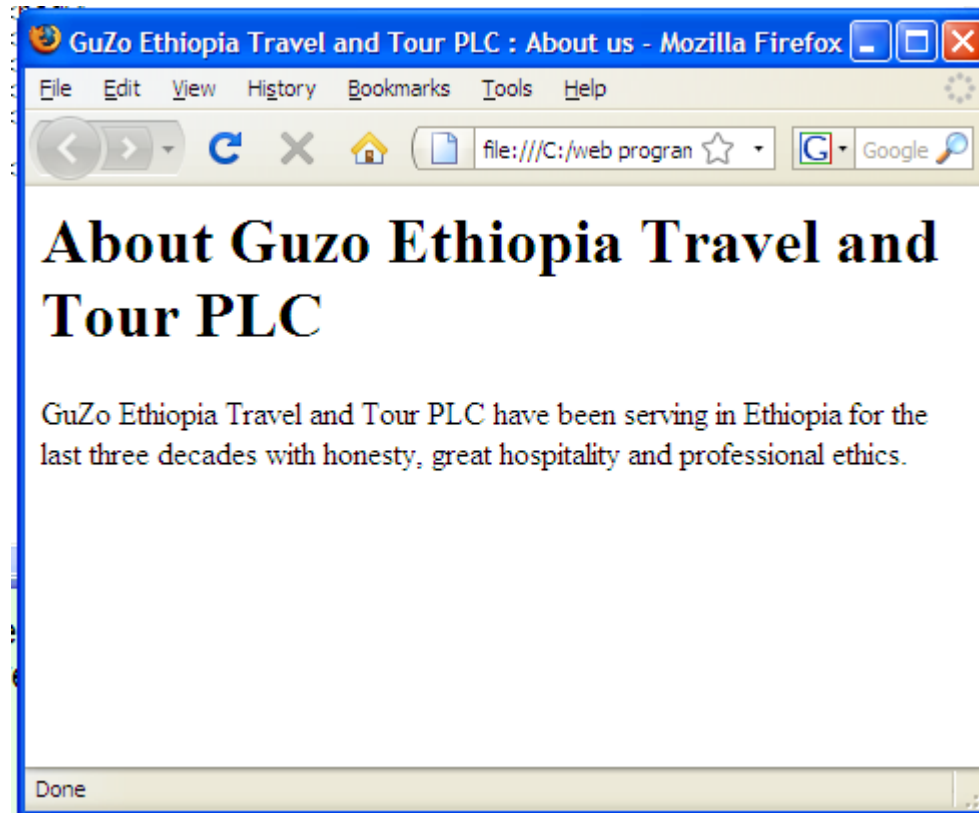 GuZo Ethiopia Travel and Tour PLC : About us - Mozilla Firefox
File Edit View History Bookmarks Tools Help
file:///C:/web program Google
About Guzo Ethiopia Travel and
Tour PLC
GuZo Ethiopia Travel and Tour PLC have been serving in Ethiopia for the
last three decades with honesty, great hospitality and professional ethics.
Done